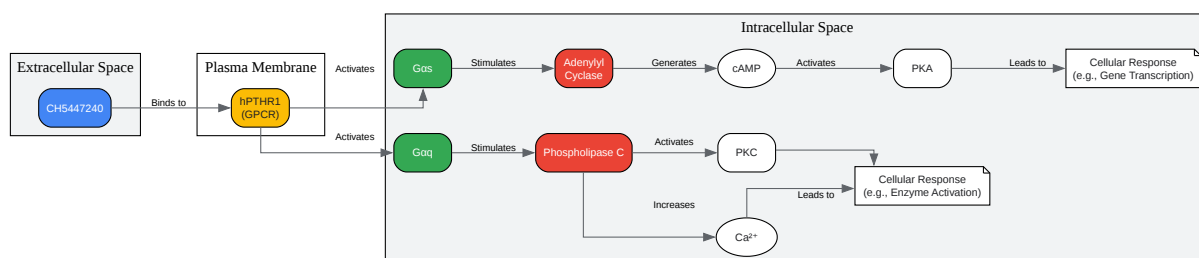 Intracellular Space
Extracellular Space
Plasma Membrane
CH5447240
Binds to
hPTHR1
(GPCR)
Activates
Gαs
Stimulates
Adenylyl
Cyclase
Generates
cAMP
Activates
PKA
Leads to
Cellular Response
(e.g., Gene Transcription)
Activates
Gαq
Stimulates
Phospholipase C
Activates
PKC
Cellular Response
(e.g., Enzyme Activation)
Leads to
Increases
Ca²⁺